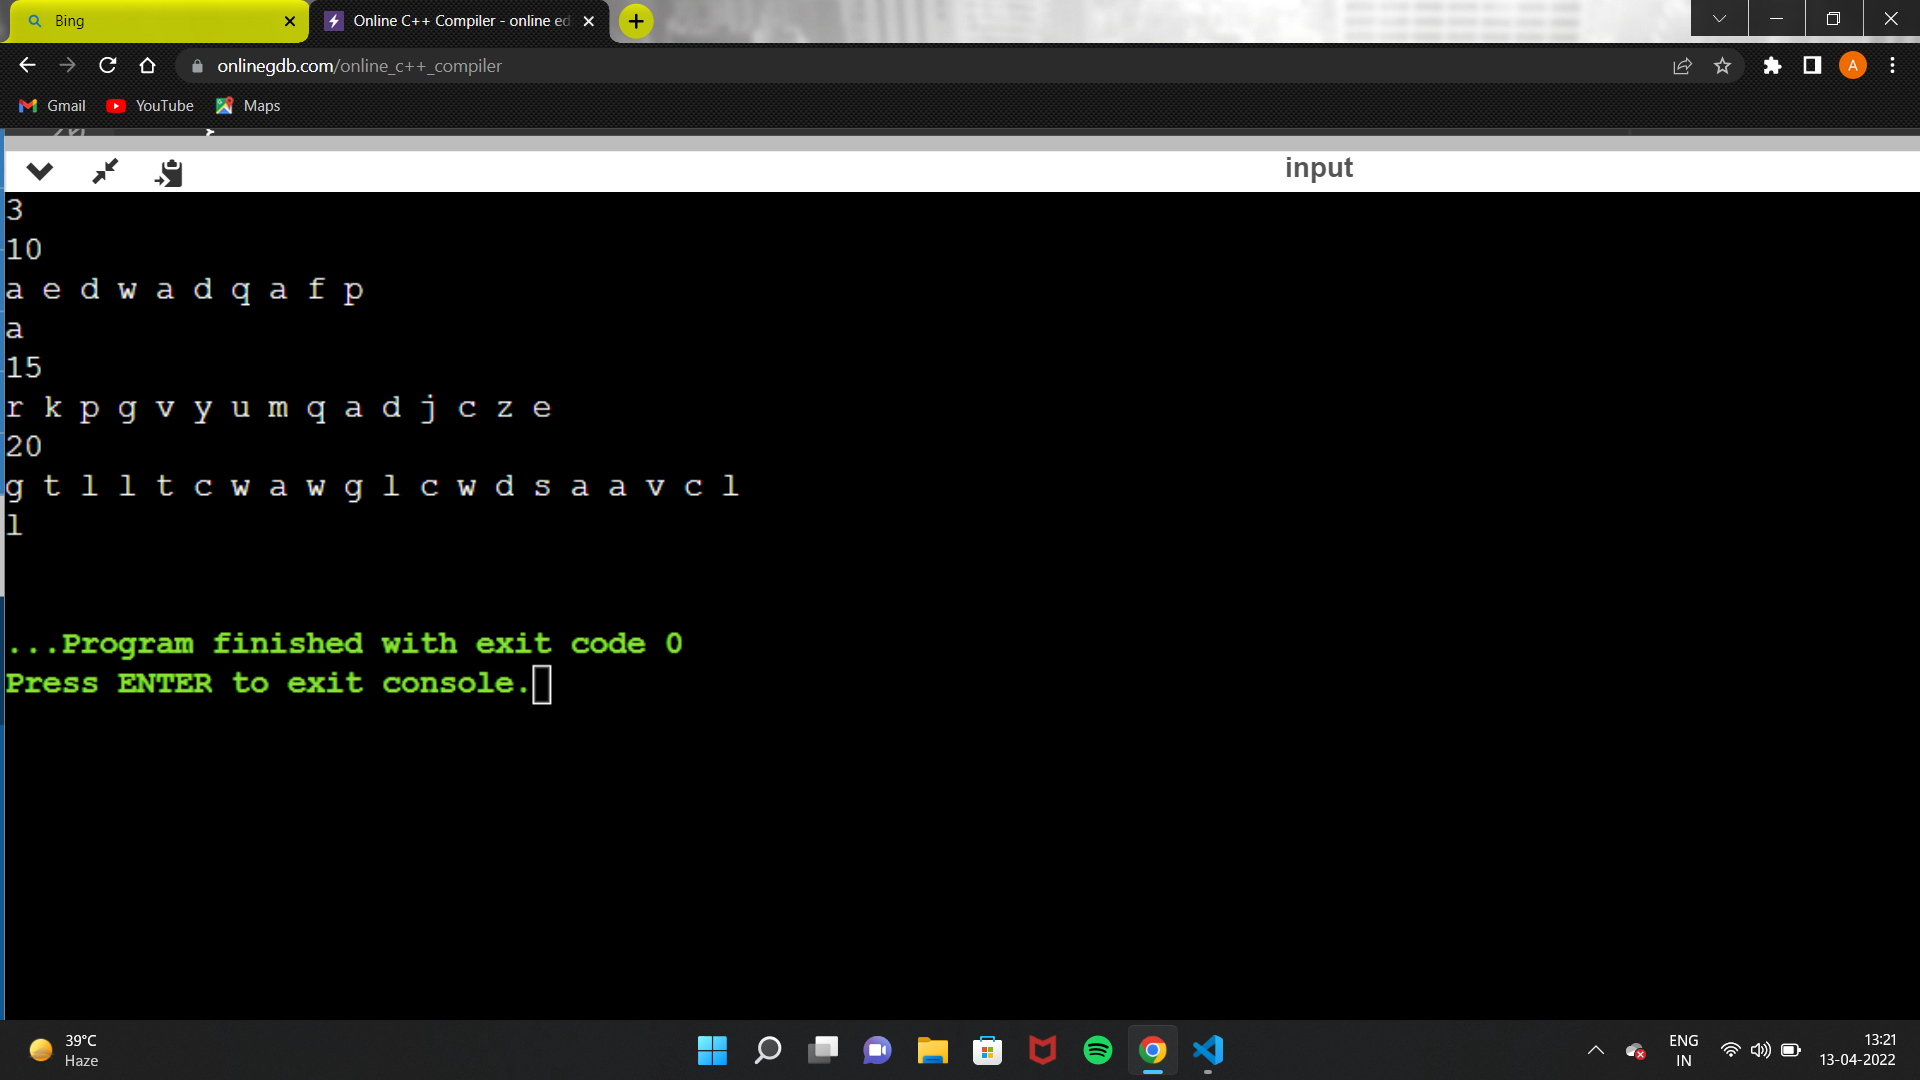 Bing
Online C++ Compiler - online ed
onlinegdb.com/online_c++_compiler
A
Gmail YouTube Maps
input
3
10
a e d w a d q a f p
a
15
r k p g v y u m q a d j c z e
20
g t l l t c w a w g l c w d s a a v c l
l
...Program finished with exit code 0
Press ENTER to exit console.
39°C
Haze
ENG
IN
13:21
13-04-2022